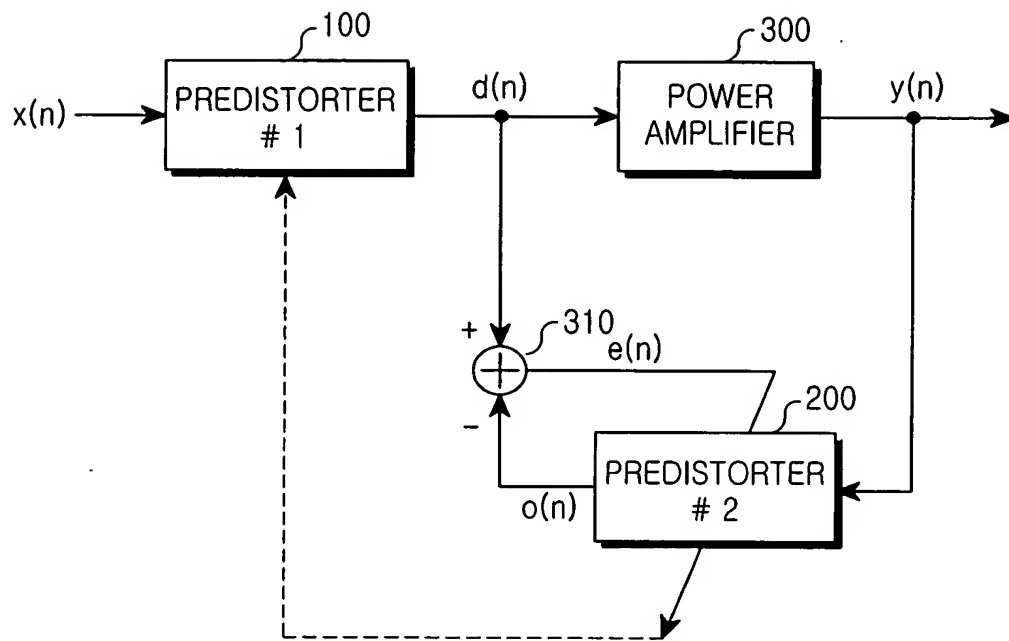 100
300
x(n)
PREDISTORTER
# 1
d(n)
POWER
AMPLIFIER
y(n)
+
310
e(n)
-
200
PREDISTORTER
# 2
o(n)